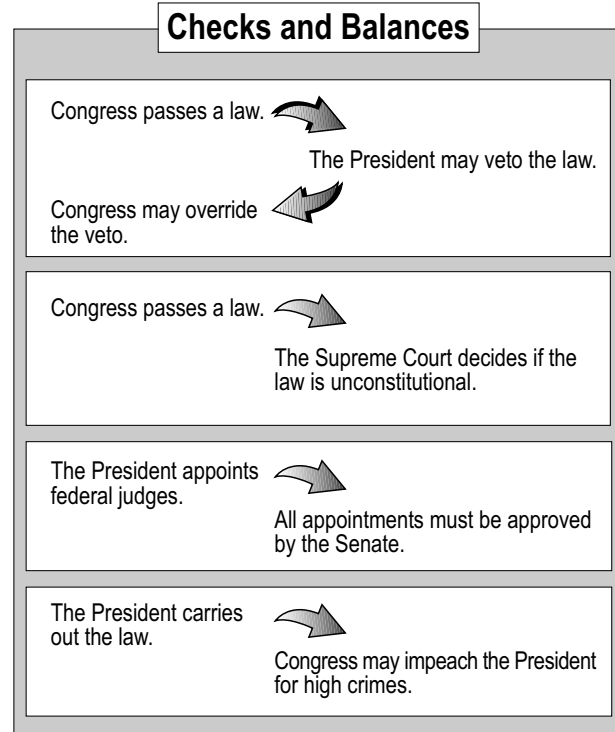 Checks and Balances
Congress passes a law.
The President may veto the law.
Congress may override
the veto.
Congress passes a law.
The Supreme Court decides if the
law is unconstitutional.
The President appoints
federal judges.
All appointments must be approved
by the Senate.
The President carries
out the law.
Congress may impeach the President
for high crimes.